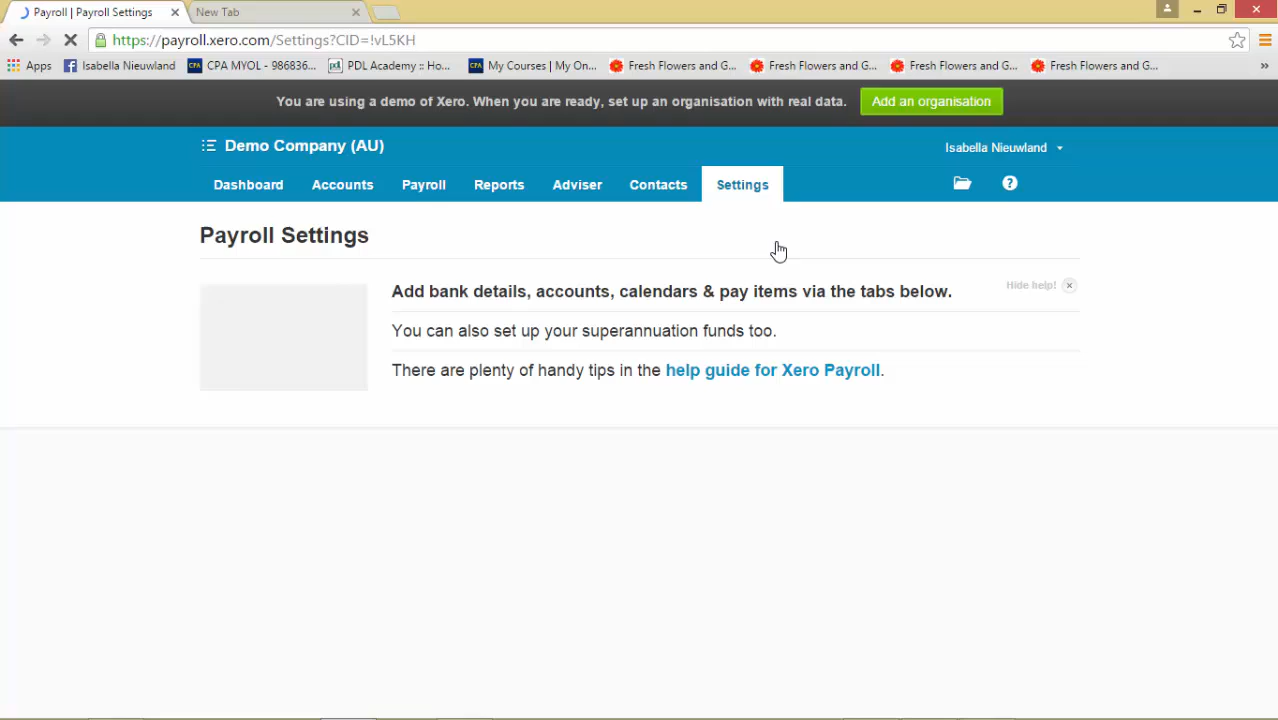 Payroll | Payroll Settings
New Tab
https://payroll.xero.com/Settings?CID=!vL5KH
Apps Isabella Nieuwland CPA MYOL - 986836... PDL Academy :: Ho... My Courses | My On... Fresh Flowers and G... Fresh Flowers and G... Fresh Flowers and G... Fresh Flowers and G... »
You are using a demo of Xero. When you are ready, set up an organisation with real data. Add an organisation
Demo Company (AU) Isabella Nieuwland
Dashboard Accounts Payroll Reports Adviser Contacts Settings ?
Payroll Settings
Add bank details, accounts, calendars & pay items via the tabs below. Hide help!
You can also set up your superannuation funds too.
There are plenty of handy tips in the help guide for Xero Payroll.